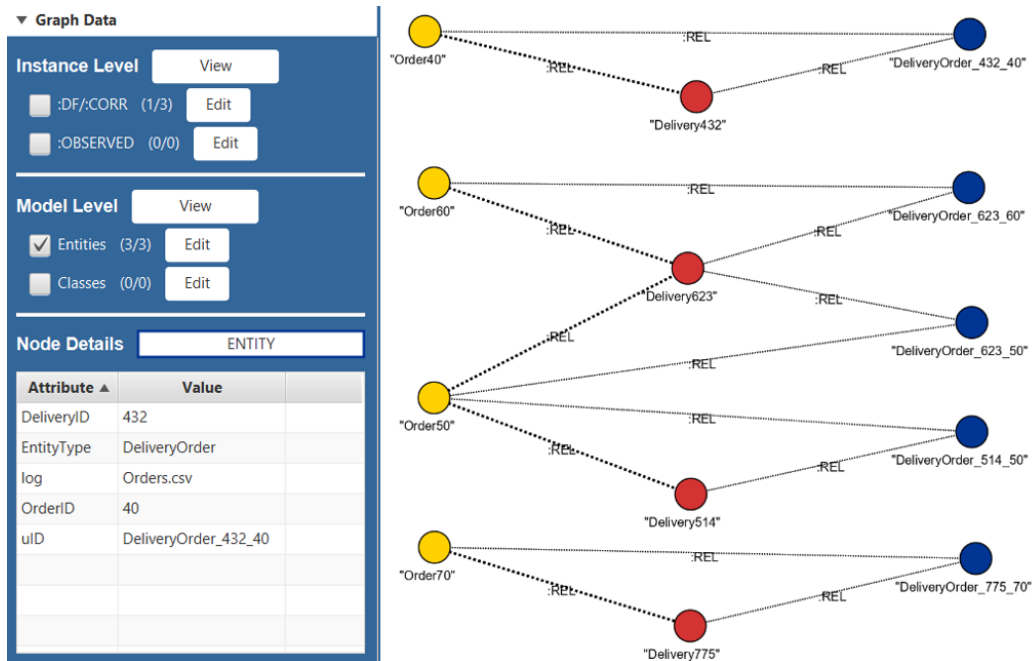 ▼ Graph Data
Instance Level View
:DF/:CORR (1/3) Edit
:OBSERVED (0/0) Edit
Model Level View
Entities (3/3) Edit
Classes (0/0) Edit
Node Details ENTITY
Attribute ▲ Value
DeliveryID 432
EntityType DeliveryOrder
log Orders.csv
OrderID 40
uID DeliveryOrder_432_40
:REL
"Order40"
"DeliveryOrder_432_40"
:REL
:REL
"Delivery432"
:REL
"Order60"
"DeliveryOrder_623_60"
:REL
:REL
"Delivery623"
:REL
:REL
"DeliveryOrder_623_50"
:REL
"Order50"
:REL
:REL
:REL
"DeliveryOrder_514_50"
"Delivery514"
:REL
"Order70"
"DeliveryOrder_775_70"
:REL
:REL
"Delivery775"